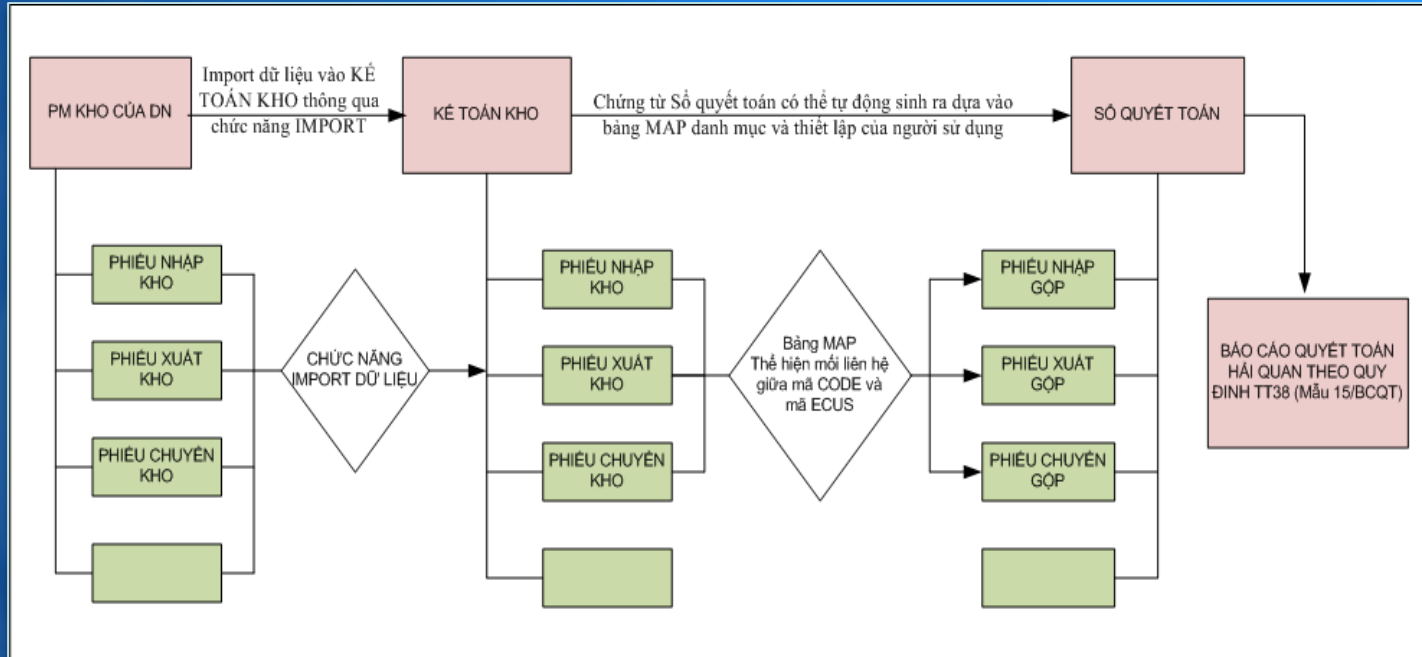 PM KHO CỦA DN
Import dữ liệu vào KẾ
TOÁN KHO thông qua
chức năng IMPORT
KẾ TOÁN KHO
Chứng từ Sổ quyết toán có thể tự động sinh ra dựa vào
bảng MAP danh mục và thiết lập của người sử dụng
SỔ QUYẾT TOÁN
PHIẾU NHẬP
KHO
PHIẾU XUẤT
KHO
PHIẾU CHUYỂN
KHO
CHỨC NĂNG
IMPORT DỮ LIỆU
PHIẾU NHẬP
KHO
PHIẾU XUẤT
KHO
PHIẾU CHUYỂN
KHO
Bảng MAP
Thể hiện mối liên hệ
giữa mã CODE và
mã ECUS
PHIẾU NHẬP
GỘP
PHIẾU XUẤT
GỘP
PHIẾU CHUYỂN
GỘP
BÁO CÁO QUYẾT TOÁN
HẢI QUAN THEO QUY
ĐINH TT38 (Mẫu 15/BCQT)